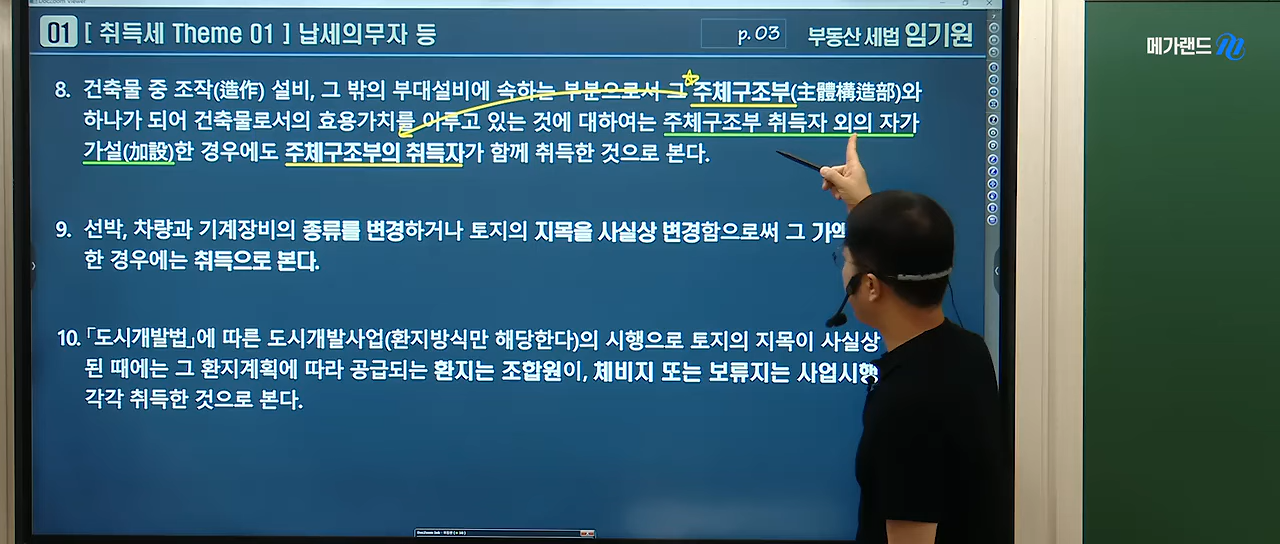 01 [ 취득세 Theme 01 ] 납세의무자 등
p. 03
부동산 세법 임기원
메가랜드
8. 건축물 중 조작(造作) 설비, 그 밖의 부대설비에 속하는 부분으로서 그 주체구조부(主體構造部)와
하나가 되어 건축물로서의 효용가치를 이루고 있는 것에 대하여는 주체구조부 취득자 외의 자가
가설(加設)한 경우에도 주체구조부의 취득자가 함께 취득한 것으로 본다.
9. 선박, 차량과 기계장비의 종류를 변경하거나 토지의 지목을 사실상 변경함으로써 그
한 경우에는 취득으로 본다.
10. 「도시개발법」에 따른 도시개발사업(환지방식만 해당한다)의 시행으로 토지의 지목이 사실상
된 때에는 그 환지계획에 따라 공급되는 환지는 조합원이, 체비지 또는 보류지는 사업시행
각각 취득한 것으로 본다.